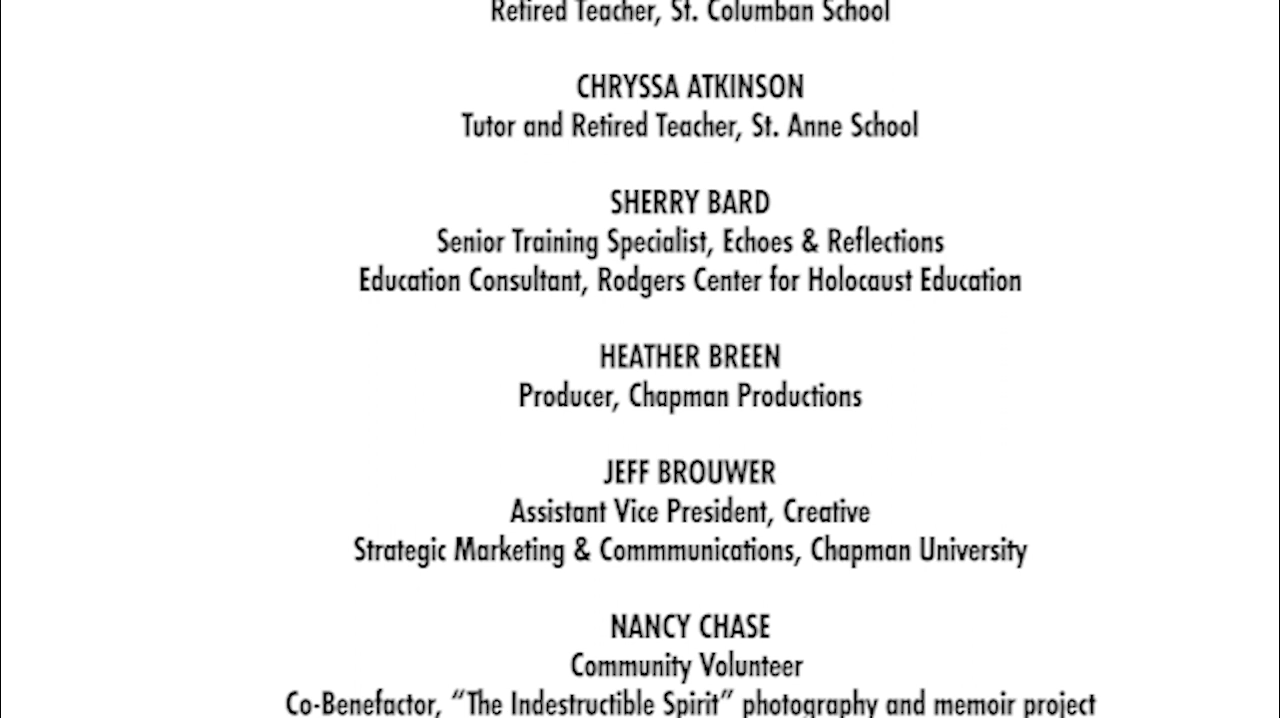 Retired Teacher, St. Columban School
CHRYSSA ATKINSON
Tutor and Retired Teacher, St. Anne School
SHERRY BARD
Senior Training Specialist, Echoes & Reflections
Education Consultant, Rodgers Center for Holocaust Education
HEATHER BREEN
Producer, Chapman Productions
JEFF BROUWER
Assistant Vice President, Creative
Strategic Marketing & Commmunications, Chapman University
NANCY CHASE
Community Volunteer
Co-Benefactor, “The Indestructible Spirit” photography and memoir project